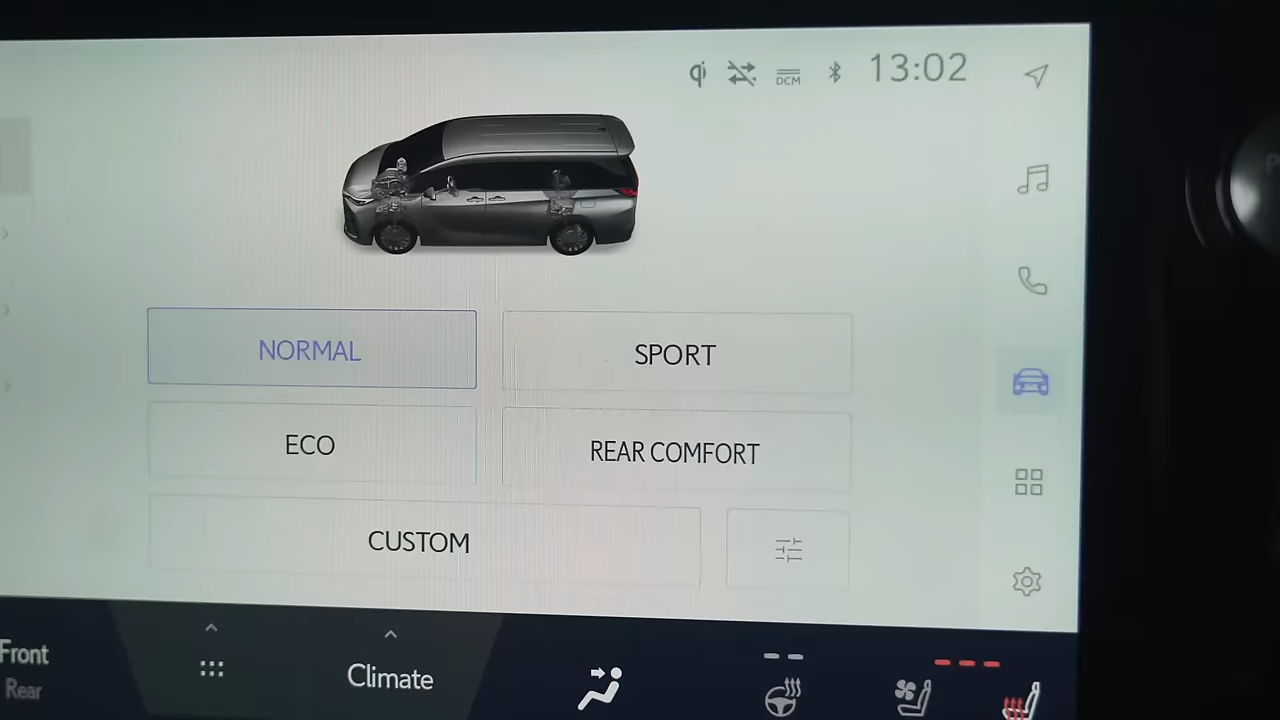 DCM
13:02
NORMAL
SPORT
ECO
REAR COMFORT
CUSTOM
Front
Rear
Climate